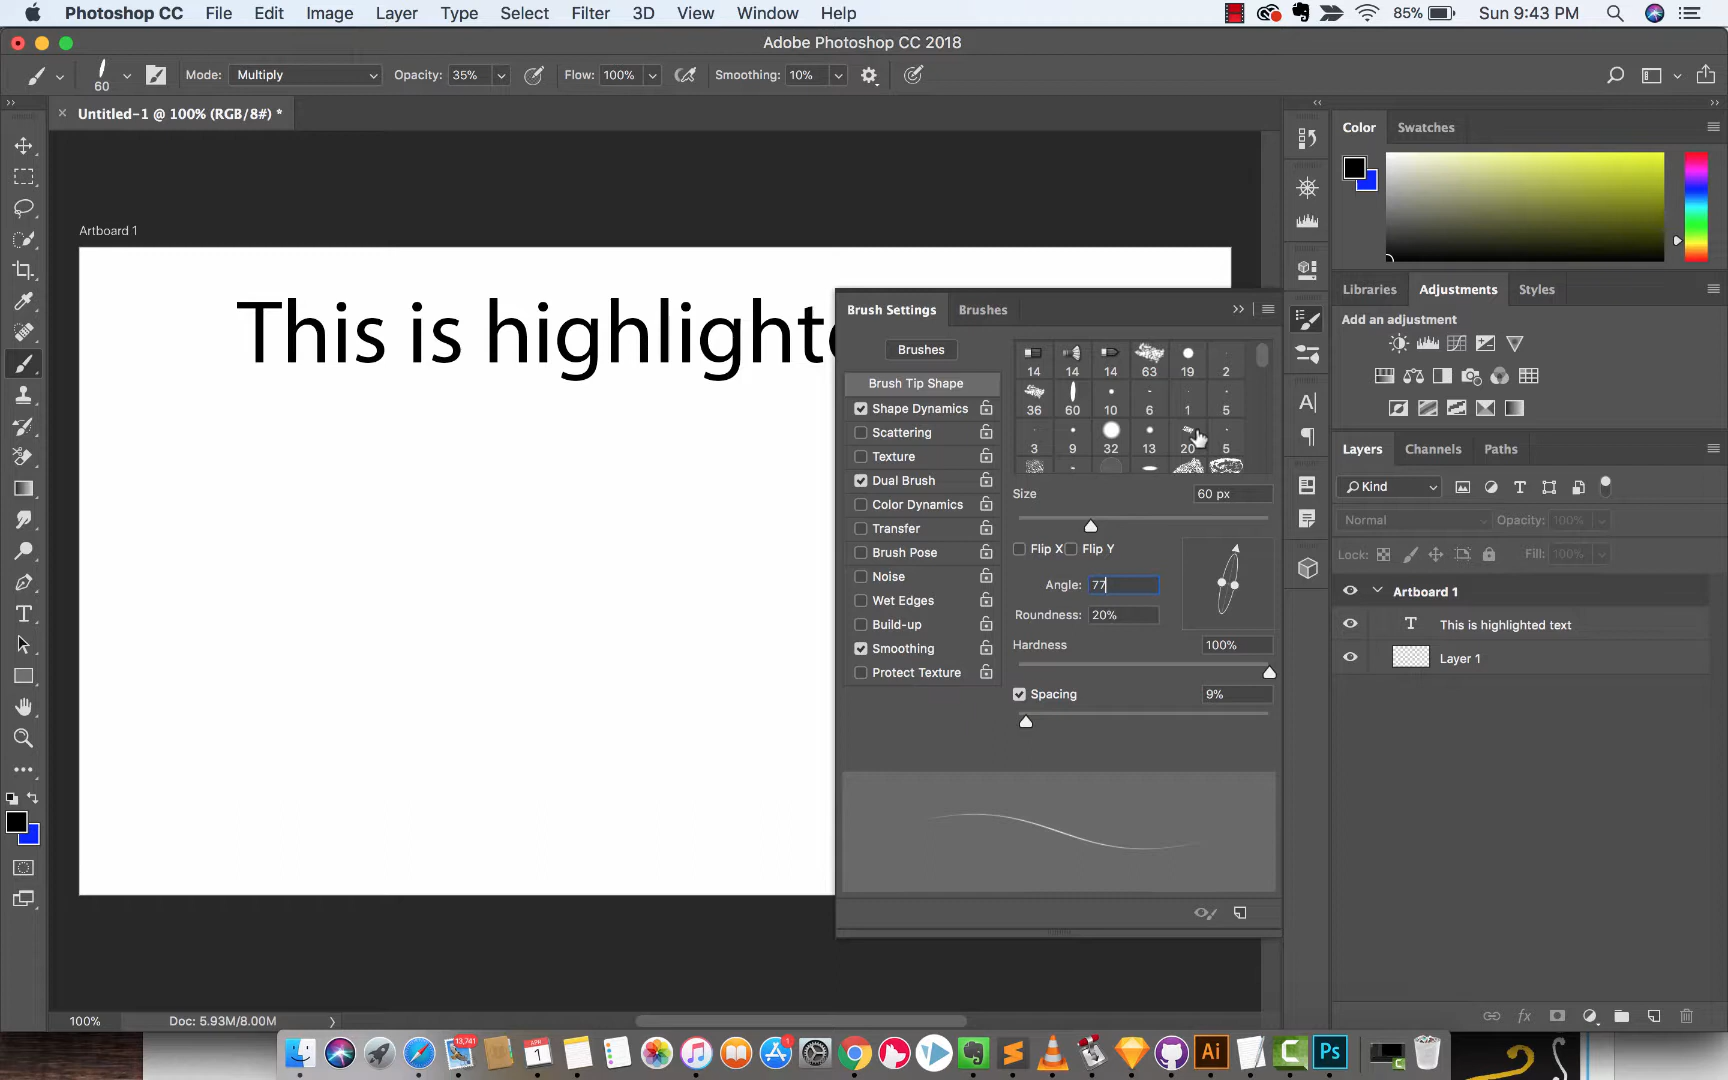 Photoshop CC File Edit Image Layer Type Select Filter 3D View Window Help 85% Sun 9:43 PM
Adobe Photoshop CC 2018
60 Mode: Multiply Opacity: 35% Flow: 100% Smoothing: 10%
Untitled-1 @ 100% (RGB/8#) *
Color Swatches
Artboard 1
This is highlighte
Brush Settings Brushes
Brushes
14 14 14 63 19 2
Brush Tip Shape
36 60 10 6 1 5
Shape Dynamics
Scattering
3 9 32 13 20 5
Texture
Dual Brush
Size 60 px
Color Dynamics
Transfer
Brush Pose
Flip X Flip Y
Noise
Angle: 77
Wet Edges
Roundness: 20%
Build-up
Smoothing
Hardness 100%
Protect Texture
Spacing 9%
Libraries Adjustments Styles
Add an adjustment
Layers Channels Paths
Kind
Normal Opacity: 100%
Lock: Fill: 100%
Artboard 1
T This is highlighted text
Layer 1
100% Doc: 5.93M/8.00M
13,741
APR
1
1
Ai
C
Ps